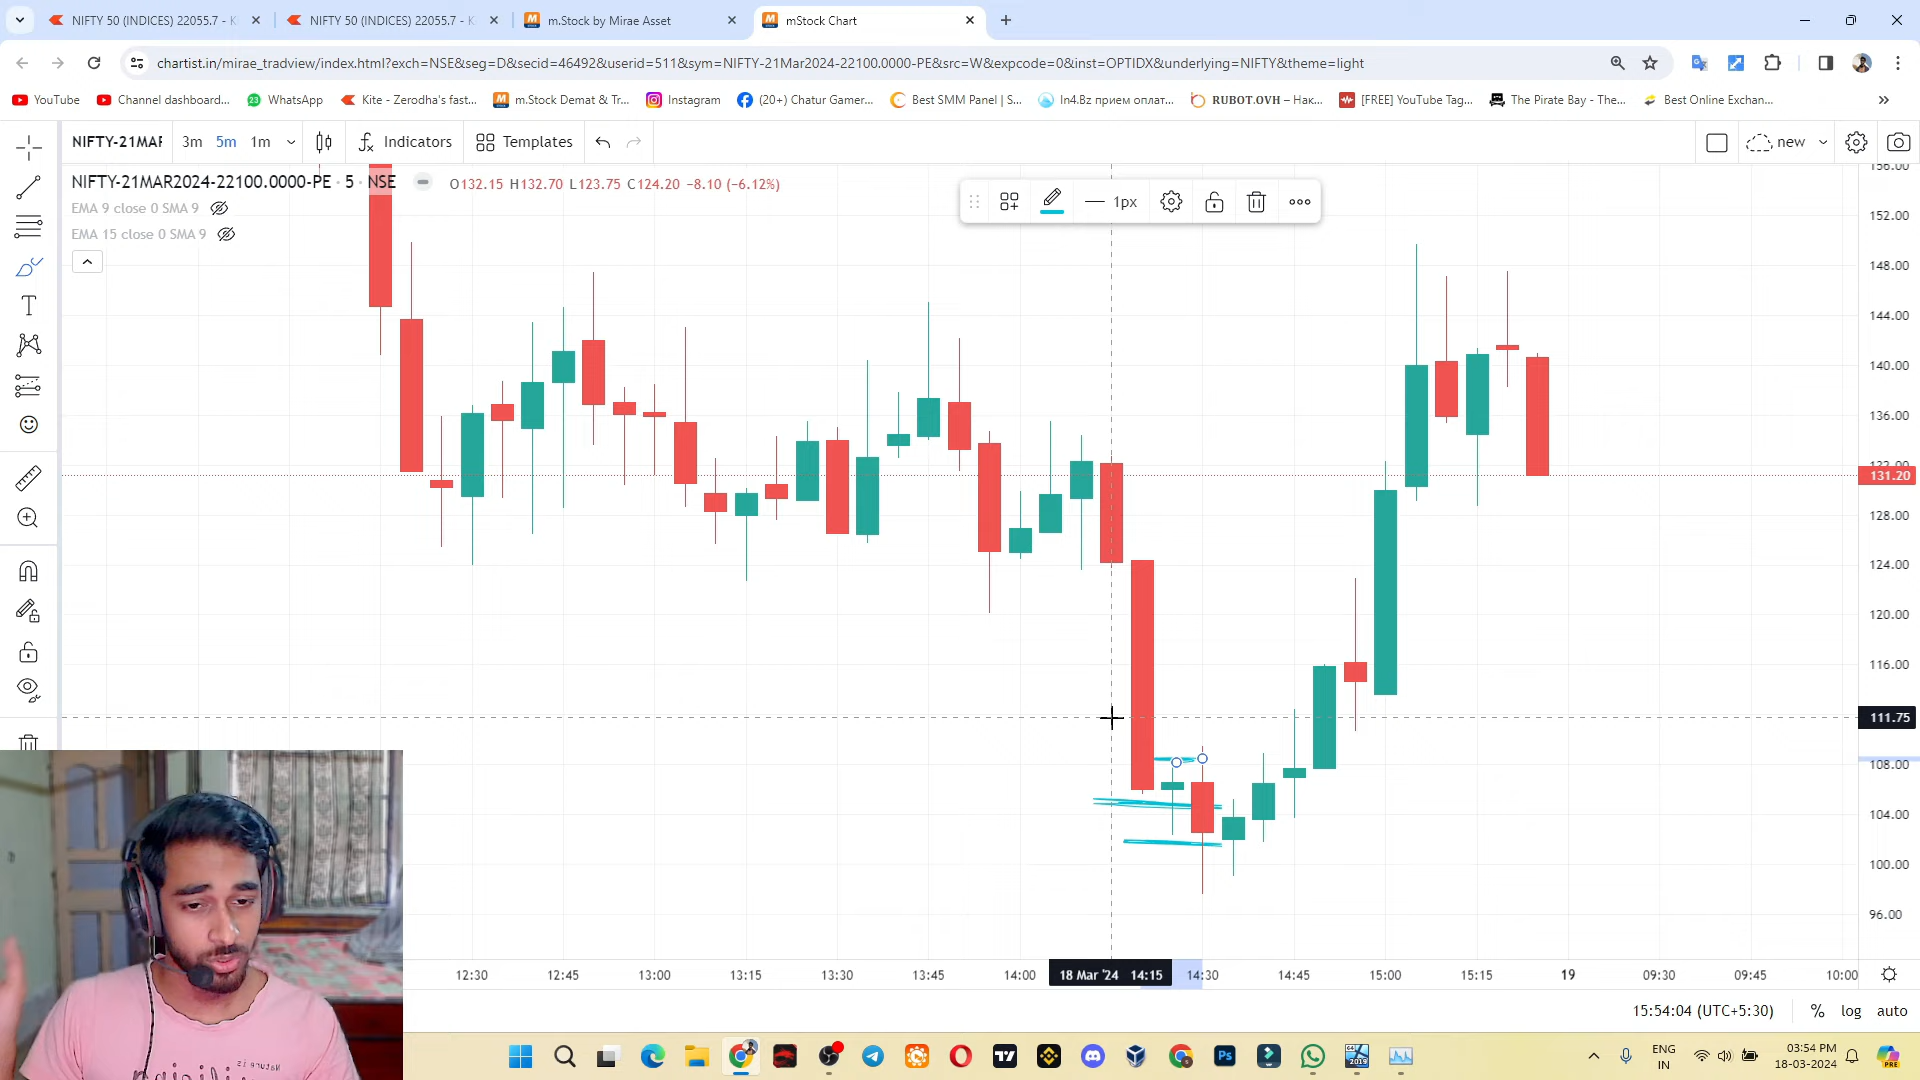 NIFTY 50 (INDICES) 22055.7 - K
NIFTY 50 (INDICES) 22055.7 - K
m.Stock by Mirae Asset
mStock Chart
chartist.in/mirae_tradview/index.html?exch=NSE&seg=D&secid=46492&userid=511&sym=NIFTY-21Mar2024-22100.0000-PE&src=W&expcode=0&inst=OPTIDX&underlying=NIFTY&theme=light
YouTube
Channel dashboard...
23
WhatsApp
Kite - Zerodha's fast...
m.Stock Demat & Tr...
Instagram
(20+) Chatur Gamer...
Best SMM Panel | S...
In4.Bz прием оплат...
RUBOT.OVH – Нак...
[FREE] YouTube Tag...
The Pirate Bay - The...
Best Online Exchan...
NIFTY-21MAR
3m
5m
1m
Indicators
Templates
new
NIFTY-21MAR2024-22100.0000-PE · 5 · NSE
O132.15 H132.70 L123.75 C124.20 −8.10 (−6.12%)
EMA 9 close 0 SMA 9
EMA 15 close 0 SMA 9
1px
156.00
152.00
148.00
144.00
140.00
136.00
132.00
131.20
128.00
124.00
120.00
116.00
111.75
108.00
104.00
100.00
96.00
12:30
12:45
13:00
13:15
13:30
13:45
14:00
18 Mar '24 14:15
14:30
14:45
15:00
15:15
19
09:30
09:45
10:00
15:54:04 (UTC+5:30)
%
log
auto
ENG
IN
03:54 PM
18-03-2024